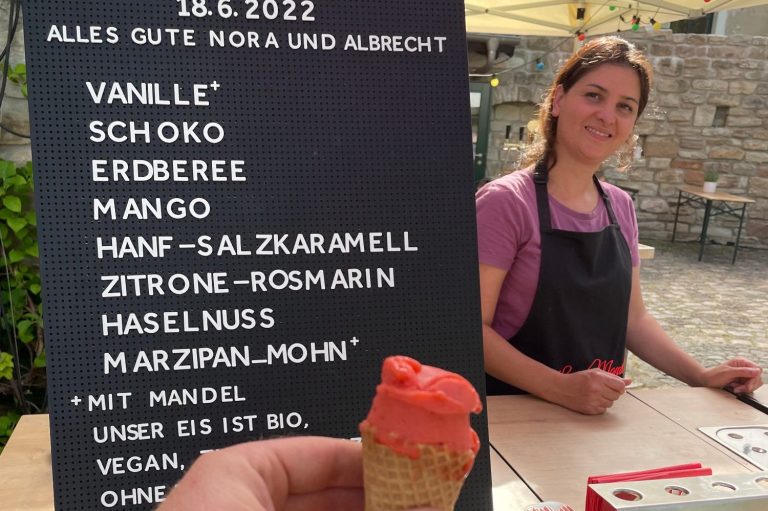 18.6.2022
ALLES GUTE NORA UND ALBRECHT
VANILLE+
SCHOKO
ERDBEREE
MANGO
HANF-SALZKARAMELL
ZITRONE-ROSMARIN
HASELNUSS
MARZIPAN-MOHN+
+MIT MANDEL
UNSER EIS IST BIO,
VEGAN,
OHNE